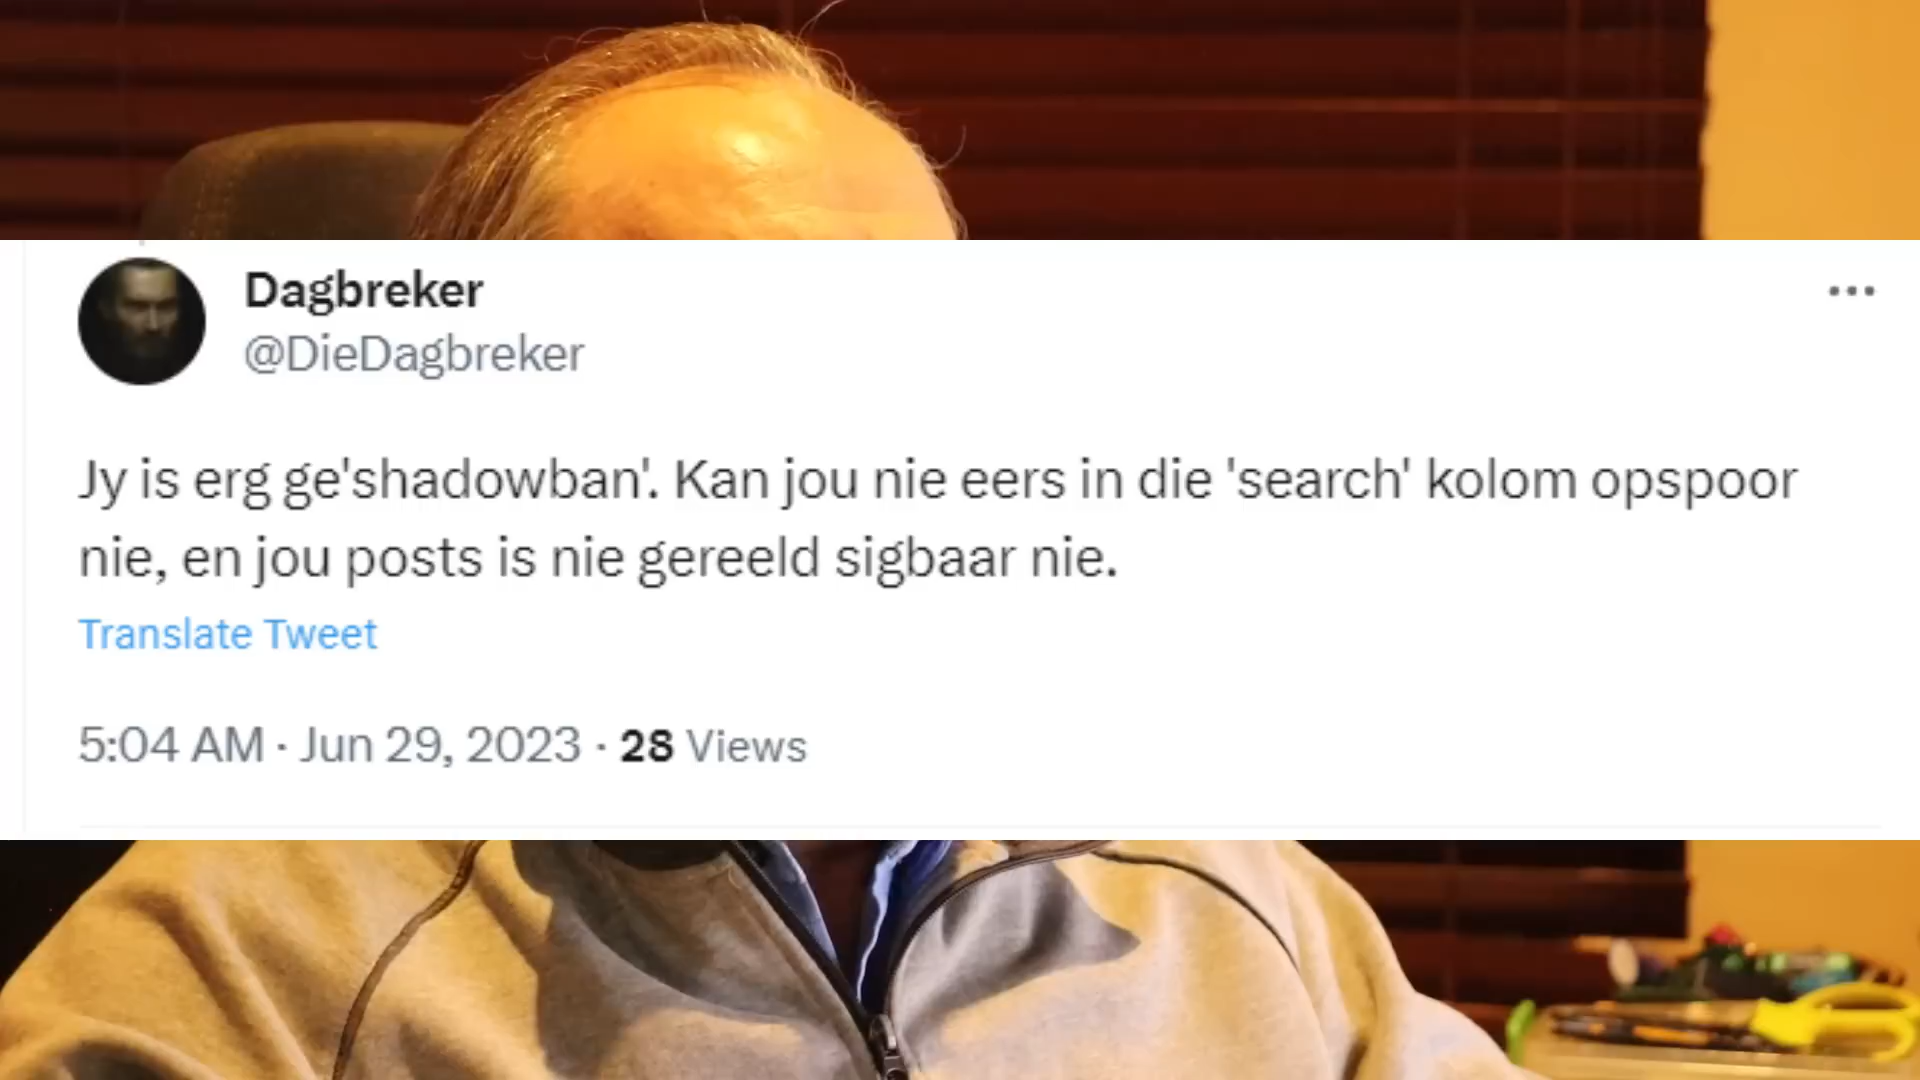 Dagbreker
@DieDagbreker
Jy is erg ge'shadowban'. Kan jou nie eers in die 'search' kolom opspoor
nie, en jou posts is nie gereeld sigbaar nie.
Translate Tweet
5:04 AM · Jun 29, 2023 · 28 Views